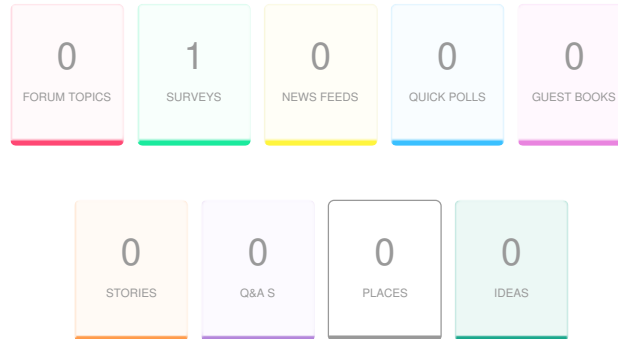 0 1 0 0 0
FORUM TOPICS SURVEYS NEWS FEEDS QUICK POLLS GUEST BOOKS
0 0 0 0
STORIES Q&A S PLACES IDEAS